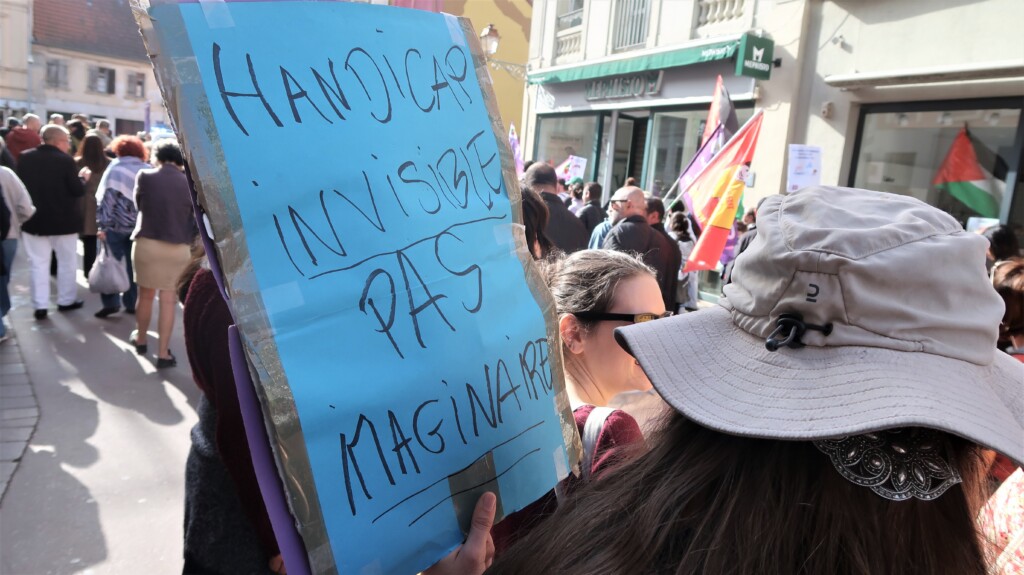 HANDICAP
INVISIBLE
PAS
IMAGINAIRE